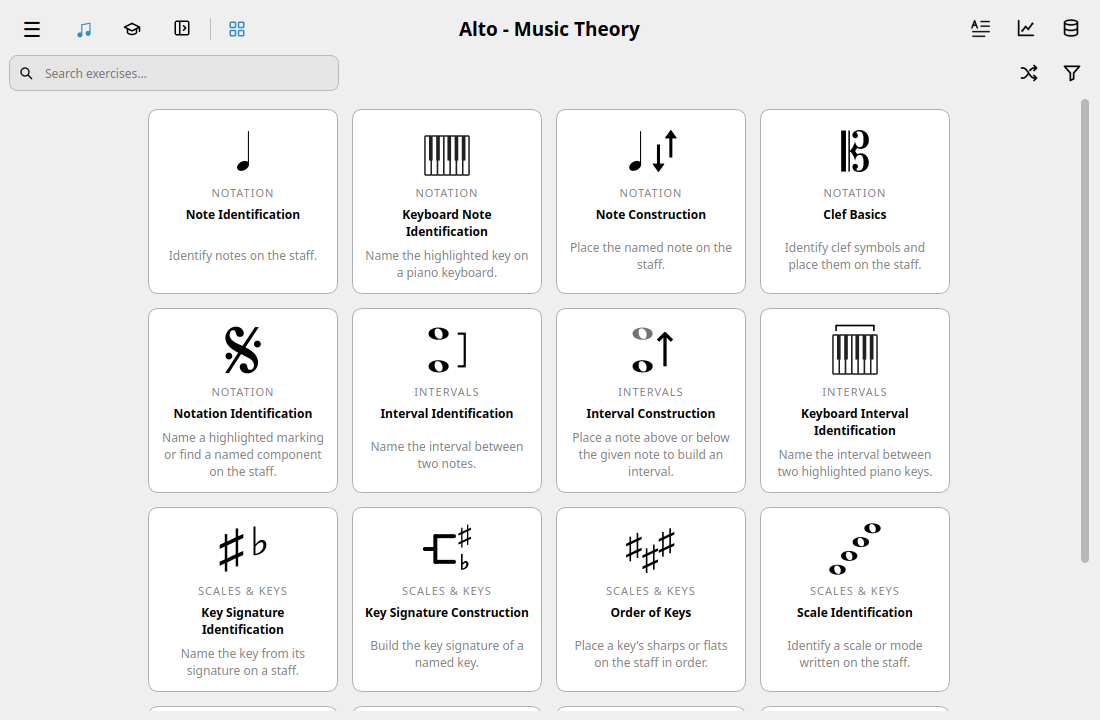 Alto - Music Theory
Search exercises...
NOTATION
Note Identification
Identify notes on the staff.
NOTATION
Keyboard Note
Identification
Name the highlighted key on
a piano keyboard.
NOTATION
Note Construction
Place the named note on the
staff.
NOTATION
Clef Basics
Identify clef symbols and
place them on the staff.
NOTATION
Notation Identification
Name a highlighted marking
or find a named component
on the staff.
INTERVALS
Interval Identification
Name the interval between
two notes.
INTERVALS
Interval Construction
Place a note above or below
the given note to build an
interval.
INTERVALS
Keyboard Interval
Identification
Name the interval between
two highlighted piano keys.
SCALES & KEYS
Key Signature
Identification
Name the key from its
signature on a staff.
SCALES & KEYS
Key Signature Construction
Build the key signature of a
named key.
SCALES & KEYS
Order of Keys
Place a key’s sharps or flats
on the staff in order.
SCALES & KEYS
Scale Identification
Identify a scale or mode
written on the staff.